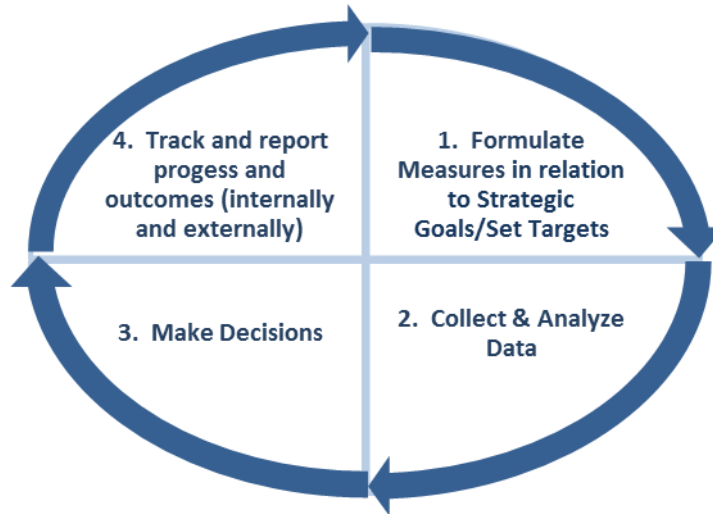 1. Formulate
Measures in relation
to Strategic
Goals/Set Targets
2. Collect & Analyze
Data
3. Make Decisions
4. Track and report
progess and
outcomes (internally
and externally)